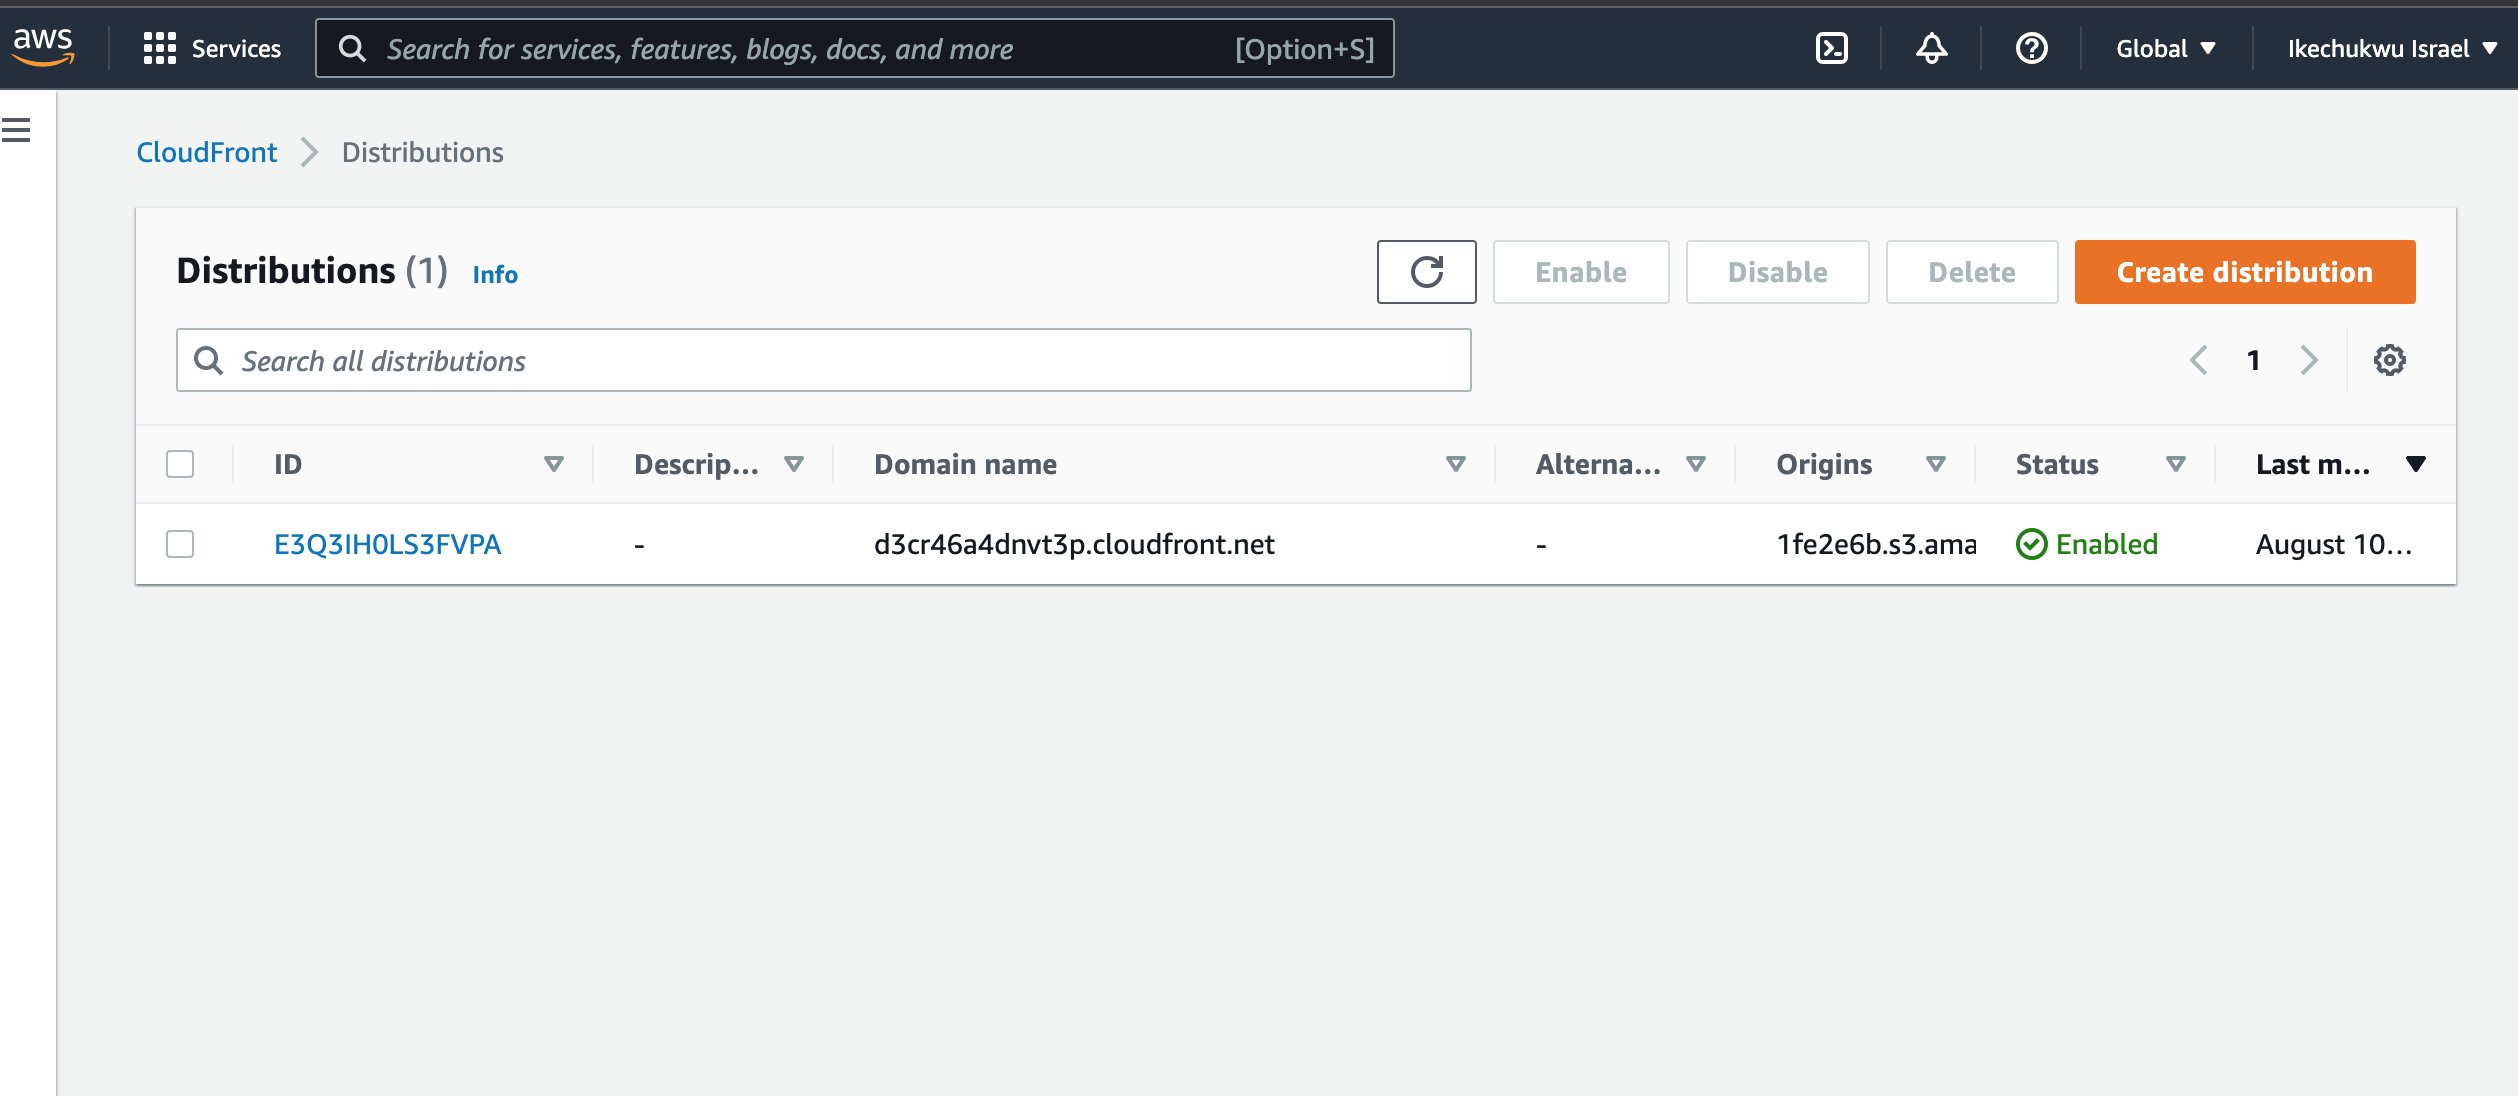 aws Services Search for services, features, blogs, docs, and more [Option+S] Global Ikechukwu Israel
CloudFront Distributions
Distributions (1) Info Enable Disable Delete Create distribution
Search all distributions 1
ID Descrip... Domain name Alterna... Origins Status Last m...
E3Q3IH0LS3FVPA - d3cr46a4dnvt3p.cloudfront.net - 1fe2e6b.s3.ama Enabled August 10...